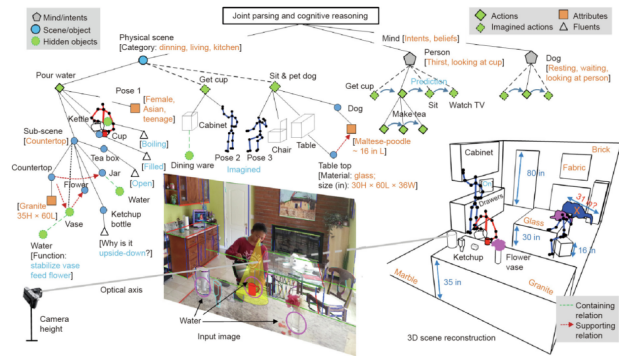 Joint parsing and cognitive reasoning
Mind/intents
Scene/object
Hidden objects
Actions
Imagined actions
Attributes
Fluents
Physical scene
[Category: dinning, living, kitchen]
Mind [Intents, beliefs]
Person
[Thirst, looking at cup]
Dog
[Resting, waiting,
looking at person]
Pour water
Get cup
Sit & pet dog
Get cup
Prediction
Sit
Watch TV
Make tea
Pose 1
[Female,
Asian,
teenage]
Kettle
Cup
[Boiling]
Cabinet
Pose 2
Pose 3
Imagined
Chair
Table
Dog
[Maltese-poodle
~ 16 in L]
Sub-scene
[Countertop]
Tea box
[Filled]
Dining ware
Table top
[Material: glass;
size (in): 30H × 60L × 36W]
Countertop
Flower
Jar
[Open]
Water
[Granite
35H × 60L]
Vase
Ketchup
bottle
Water
[Function:
stabilize vase
feed flower]
[Why is it
upside-down?]
Optical axis
Camera
height
Water
Input image
Cabinet
Brick
Fabric
80 in
Drawers
Glass
30 in
16 in
Ketchup
Flower
vase
Marble
35 in
Granite
3D scene reconstruction
Containing
relation
Supporting
relation